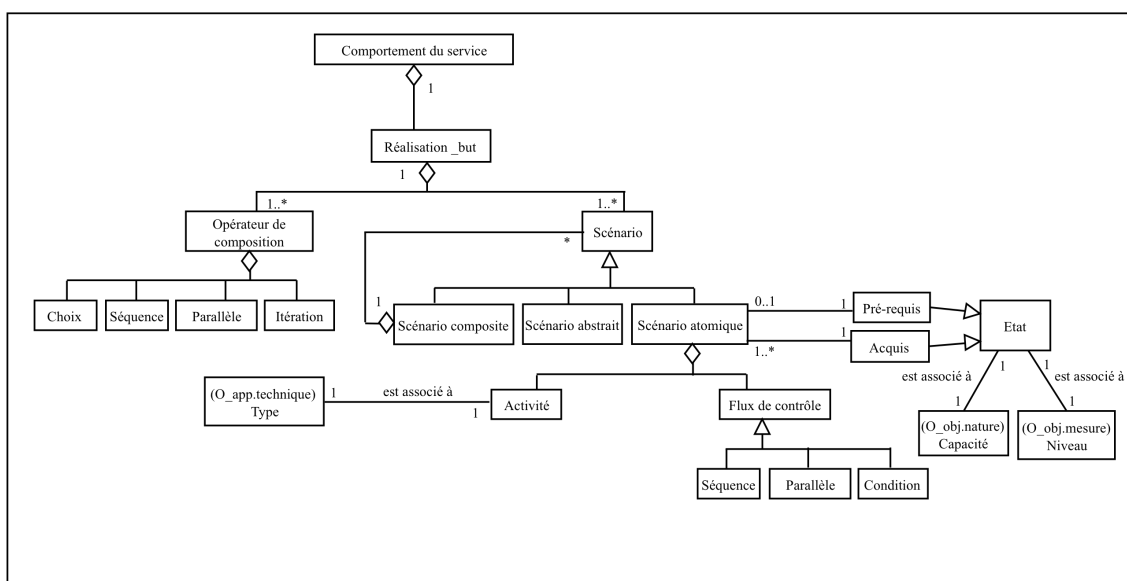 Comportement du service
1
Réalisation _but
1
1..*
1..*
Opérateur de
composition
Scénario
*
Choix
Séquence
Parallèle
Itération
1
Scénario composite
Scénario abstrait
Scénario atomique
0..1
1
Pré-requis
1..*
1
Acquis
Etat
(O_app.technique)
Type
1
est associé à
1
Activité
Flux de contrôle
1
1
est associé à
est associé à
1
1
(O_obj.nature)
Capacité
(O_obj.mesure)
Niveau
Séquence
Parallèle
Condition